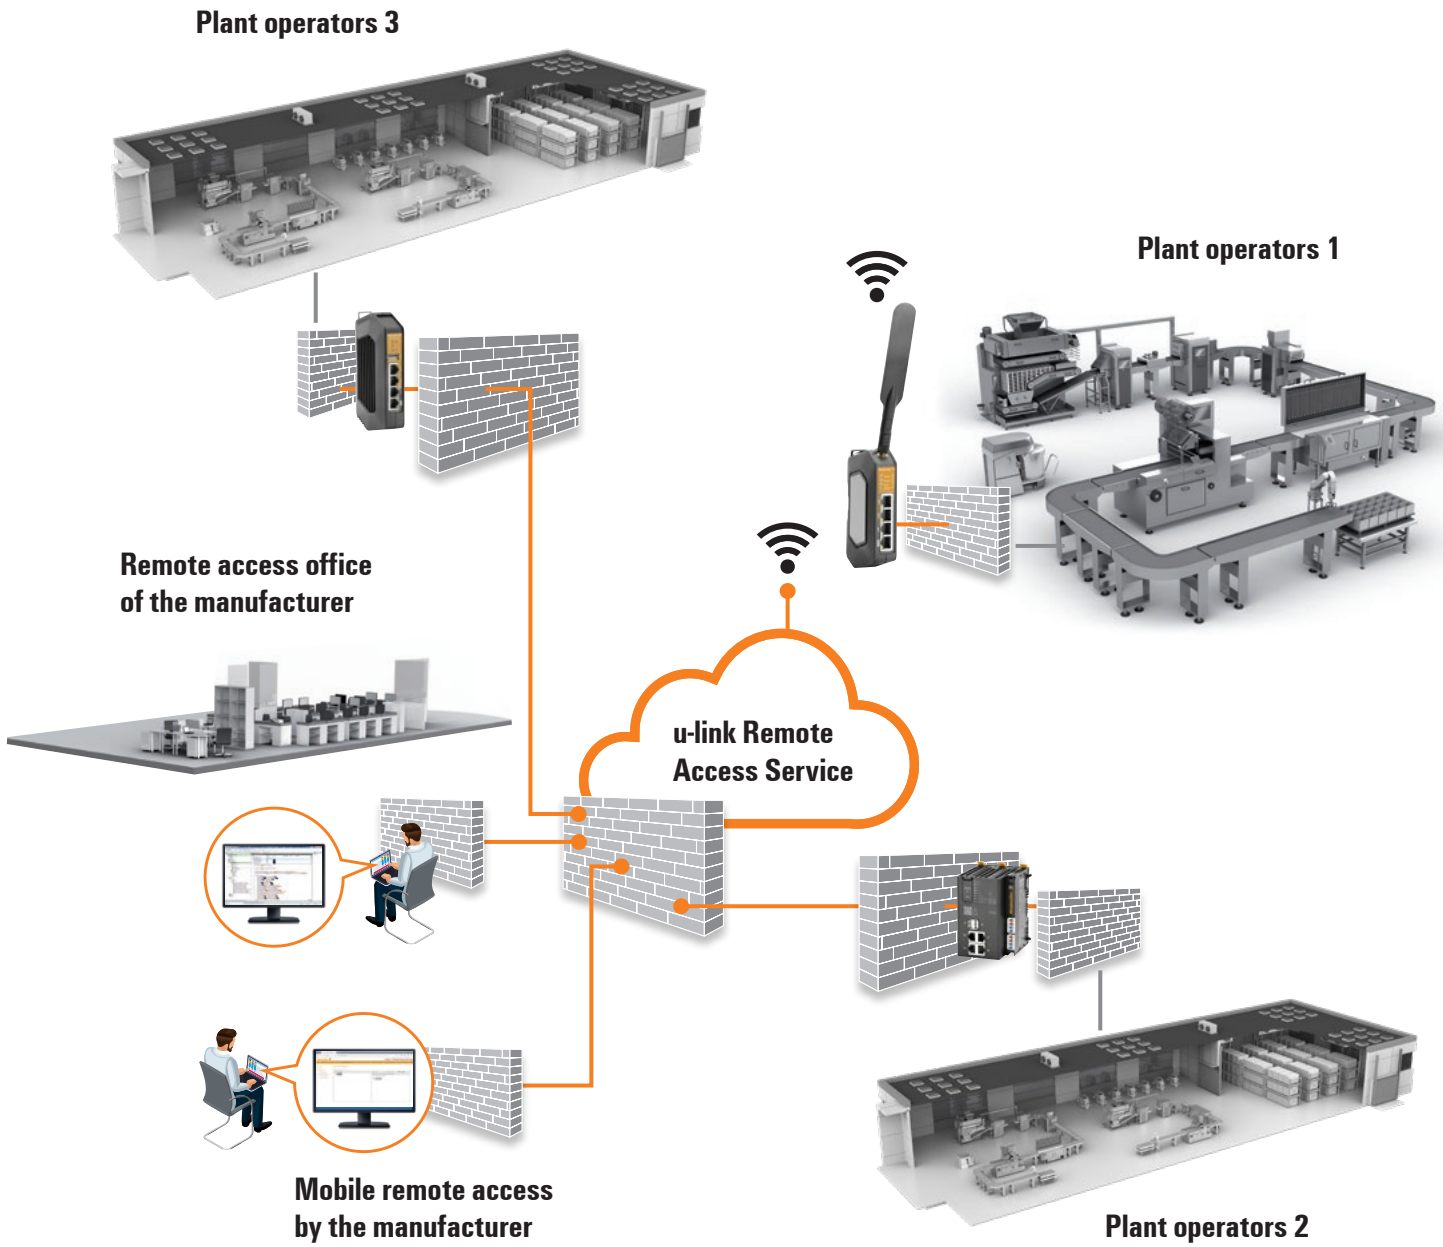 Plant operators 3
Plant operators 1
Remote access office
of the manufacturer
u-link Remote
Access Service
Mobile remote access
by the manufacturer
Plant operators 2